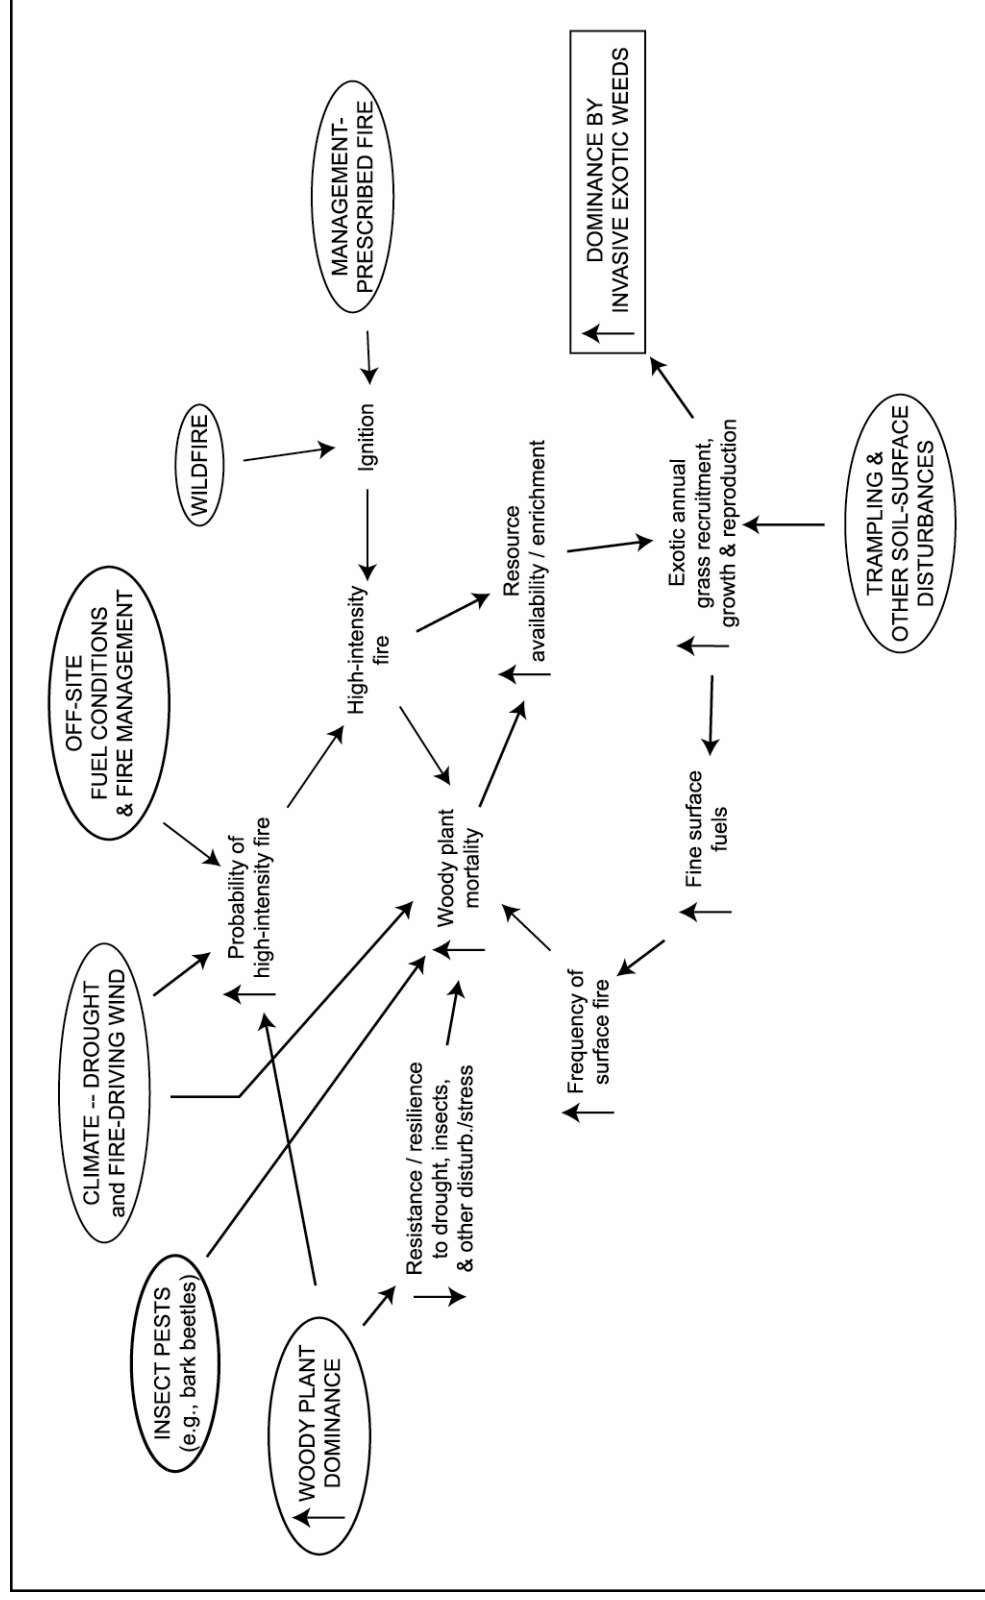 CLIMATE -- DROUGHT
and FIRE-DRIVING WIND
OFF-SITE
FUEL CONDITIONS
& FIRE MANAGEMENT
INSECT PESTS
(e.g., bark beetles)
WILDFIRE
Probability of
high-intensity fire
WOODY PLANT
DOMINANCE
MANAGEMENT-
PRESCRIBED FIRE
High-intensity
fire
Ignition
Resistance / resilience
to drought, insects,
& other disturb./stress
Woody plant
mortality
Resource
availability / enrichment
Frequency of
surface fire
DOMINANCE BY
INVASIVE EXOTIC WEEDS
Fine surface
fuels
Exotic annual
grass recruitment,
growth & reproduction
TRAMPLING &
OTHER SOIL-SURFACE
DISTURBANCES